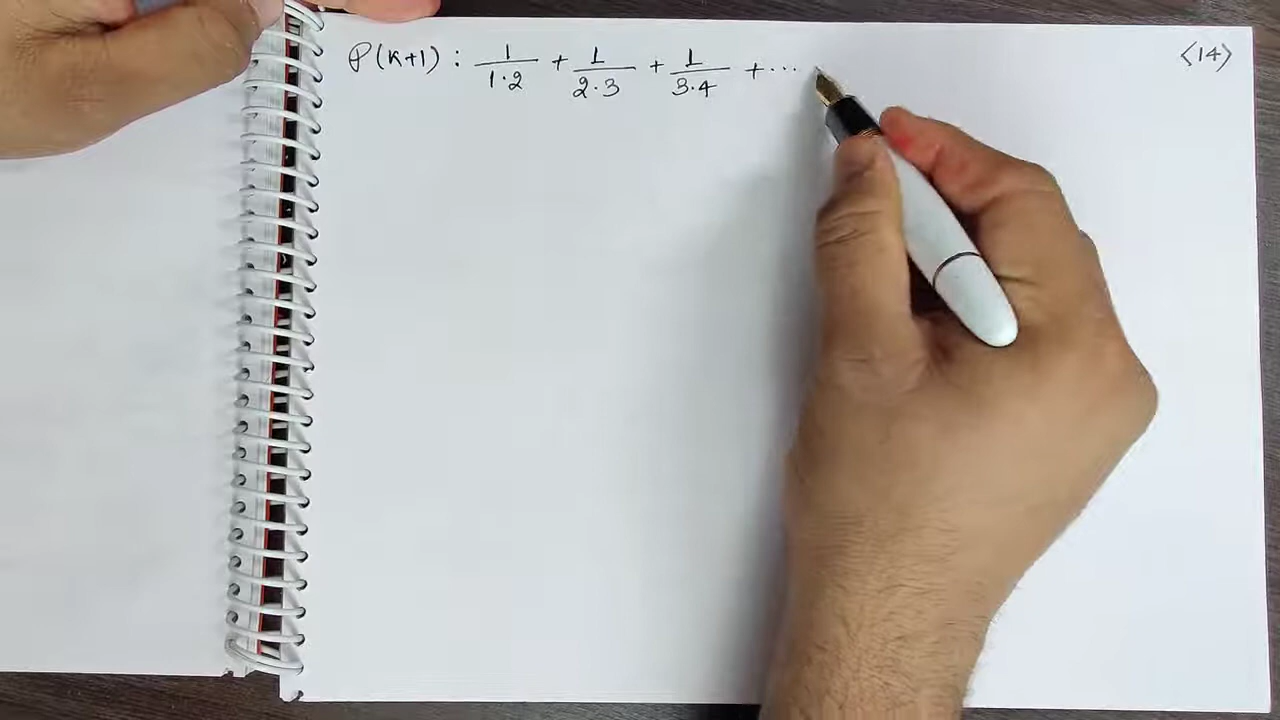 P(K+1) : 1/1·2 + 1/2·3 + 1/3·4 + ··· <14>